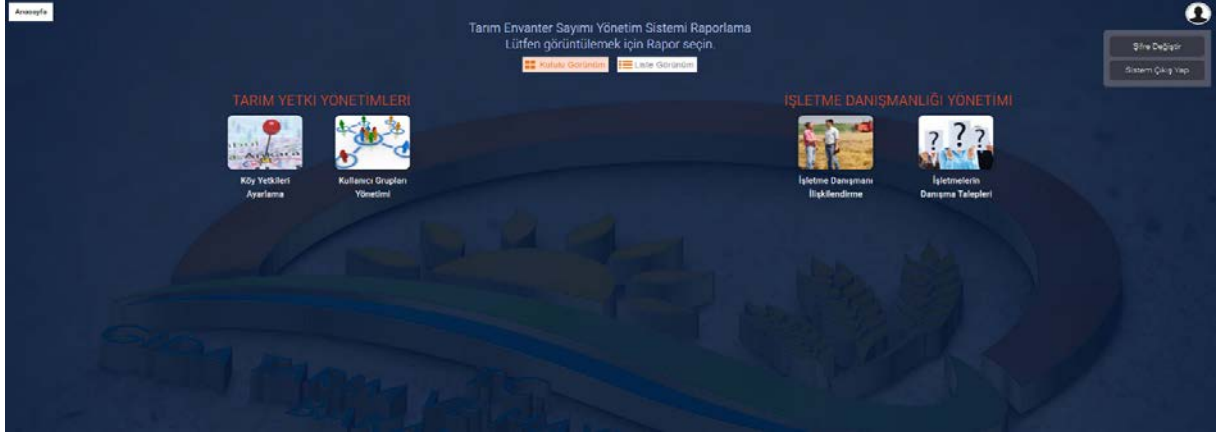 Anasayfa
Tarım Envanter Sayımı Yönetim Sistemi Raporlama
Lütfen görüntülemek için Rapor seçin.
Kutulu Görünüm
Liste Görünüm
Şifre Değiştir
Sistem Çıkış Yap
TARIM YETKİ YÖNETİMLERİ
Köy Yetkileri
Ayarlama
Kullanıcı Grupları
Yönetimi
İŞLETME DANIŞMANLIĞI YÖNETİMİ
İşletme Danışmanı
İlişkilendirme
? ? ?
İşletmelerin
Danışma Talepleri